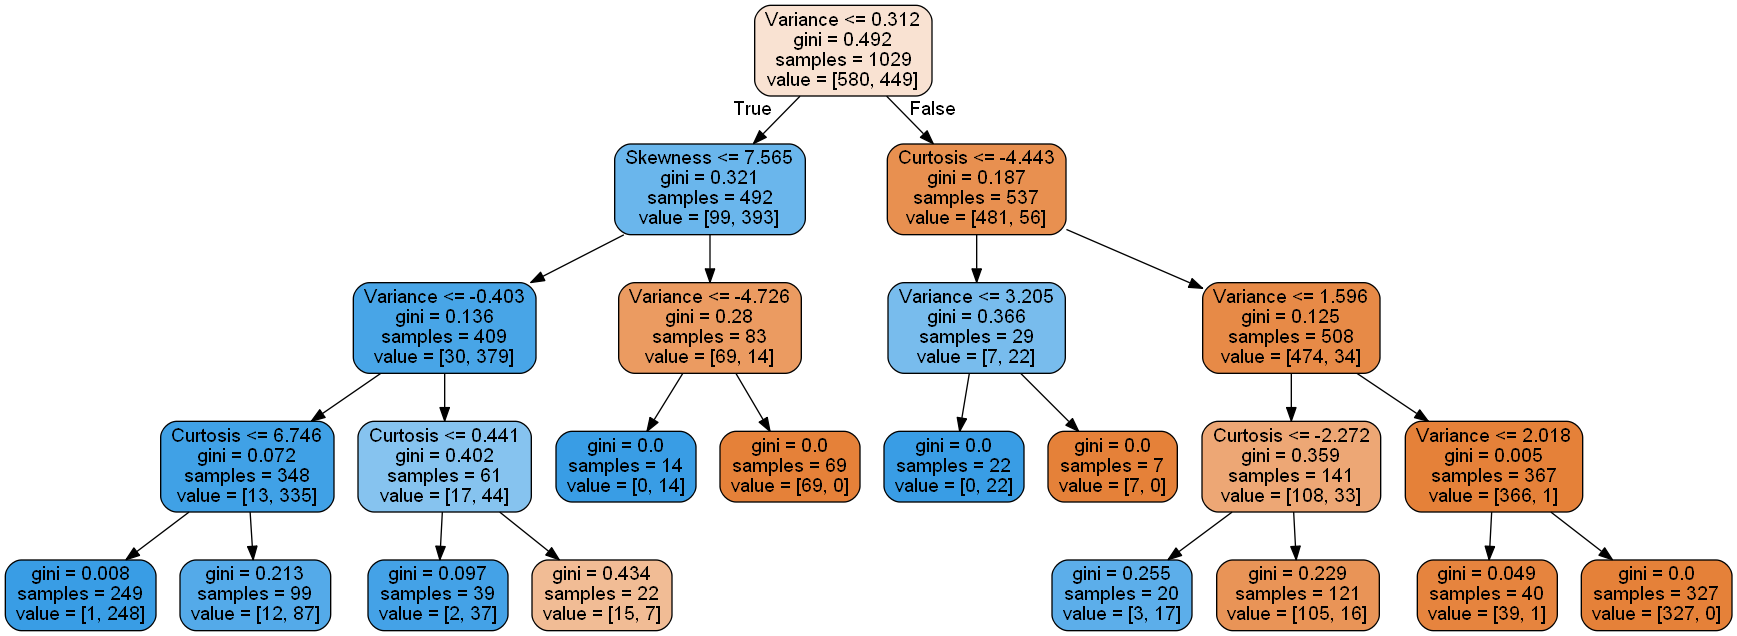 Variance <= 0.312
gini = 0.492
samples = 1029
value = [580, 449]
True
False
Skewness <= 7.565
gini = 0.321
samples = 492
value = [99, 393]
Curtosis <= -4.443
gini = 0.187
samples = 537
value = [481, 56]
Variance <= -0.403
gini = 0.136
samples = 409
value = [30, 379]
Variance <= -4.726
gini = 0.28
samples = 83
value = [69, 14]
Variance <= 3.205
gini = 0.366
samples = 29
value = [7, 22]
Variance <= 1.596
gini = 0.125
samples = 508
value = [474, 34]
Curtosis <= 6.746
gini = 0.072
samples = 348
value = [13, 335]
Curtosis <= 0.441
gini = 0.402
samples = 61
value = [17, 44]
gini = 0.0
samples = 14
value = [0, 14]
gini = 0.0
samples = 69
value = [69, 0]
gini = 0.0
samples = 22
value = [0, 22]
gini = 0.0
samples = 7
value = [7, 0]
Curtosis <= -2.272
gini = 0.359
samples = 141
value = [108, 33]
Variance <= 2.018
gini = 0.005
samples = 367
value = [366, 1]
gini = 0.008
samples = 249
value = [1, 248]
gini = 0.213
samples = 99
value = [12, 87]
gini = 0.097
samples = 39
value = [2, 37]
gini = 0.434
samples = 22
value = [15, 7]
gini = 0.255
samples = 20
value = [3, 17]
gini = 0.229
samples = 121
value = [105, 16]
gini = 0.049
samples = 40
value = [39, 1]
gini = 0.0
samples = 327
value = [327, 0]